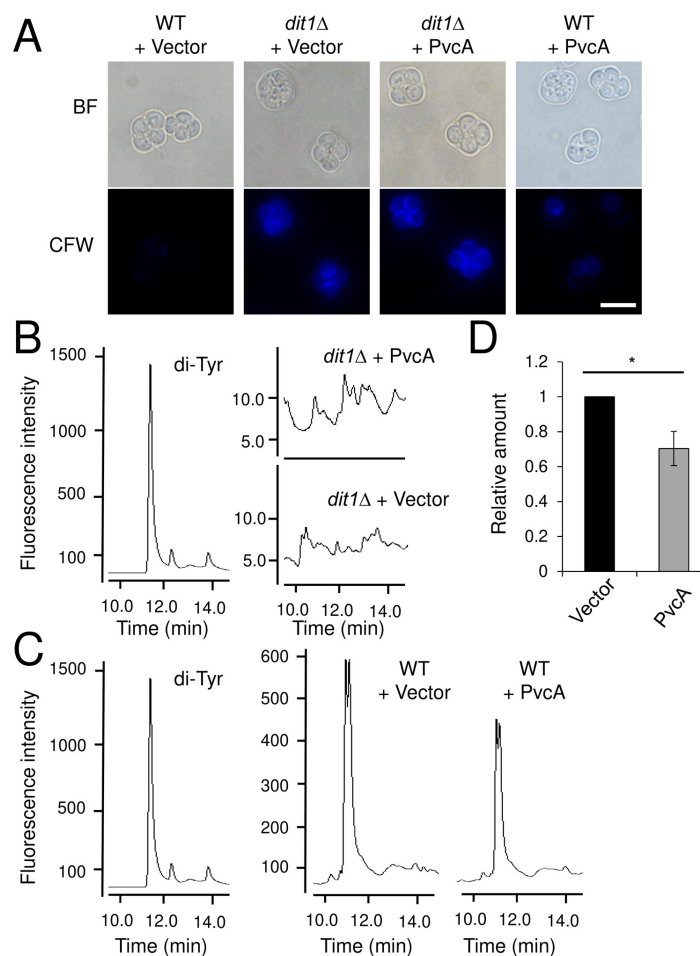 A
WT
+ Vector
dit1Δ
+ Vector
dit1Δ
+ PvcA
WT
+ PvcA
BF
CFW
B
Fluorescence intensity
1500
1000
500
100
di-Tyr
10.0 12.0 14.0
Time (min)
dit1Δ + PvcA
10.0
5.0
dit1Δ + Vector
10.0
5.0
10.0 12.0 14.0
Time (min)
D
Relative amount
1.2
1
0.8
0.6
0.4
0.2
0
*
Vector
PvcA
C
Fluorescence intensity
1500
1000
500
100
di-Tyr
10.0 12.0 14.0
Time (min)
600
500
400
300
200
100
WT
+ Vector
10.0 12.0 14.0
Time (min)
WT
+ PvcA
10.0 12.0 14.0
Time (min)